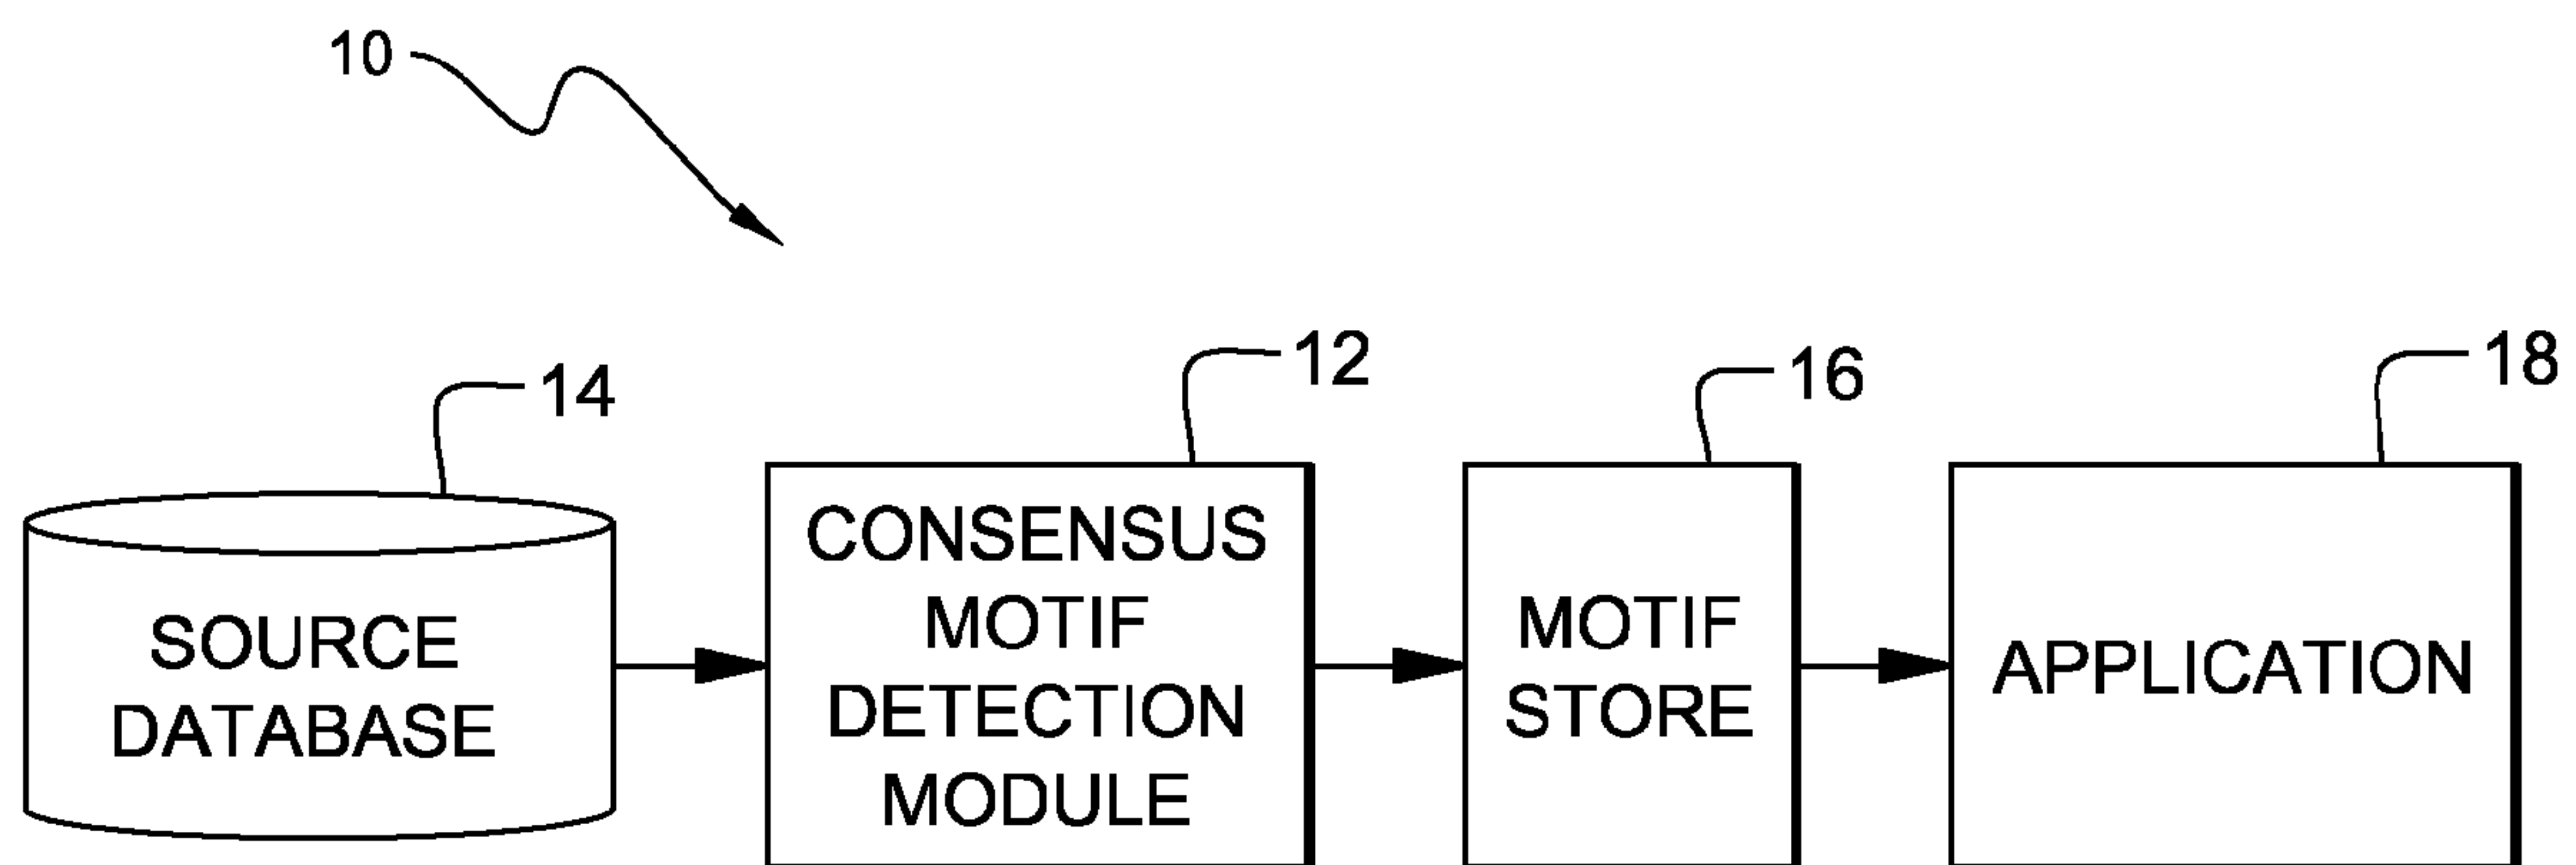 10
14
12
16
18
SOURCE
DATABASE
CONSENSUS
MOTIF
DETECTION
MODULE
MOTIF
STORE
APPLICATION